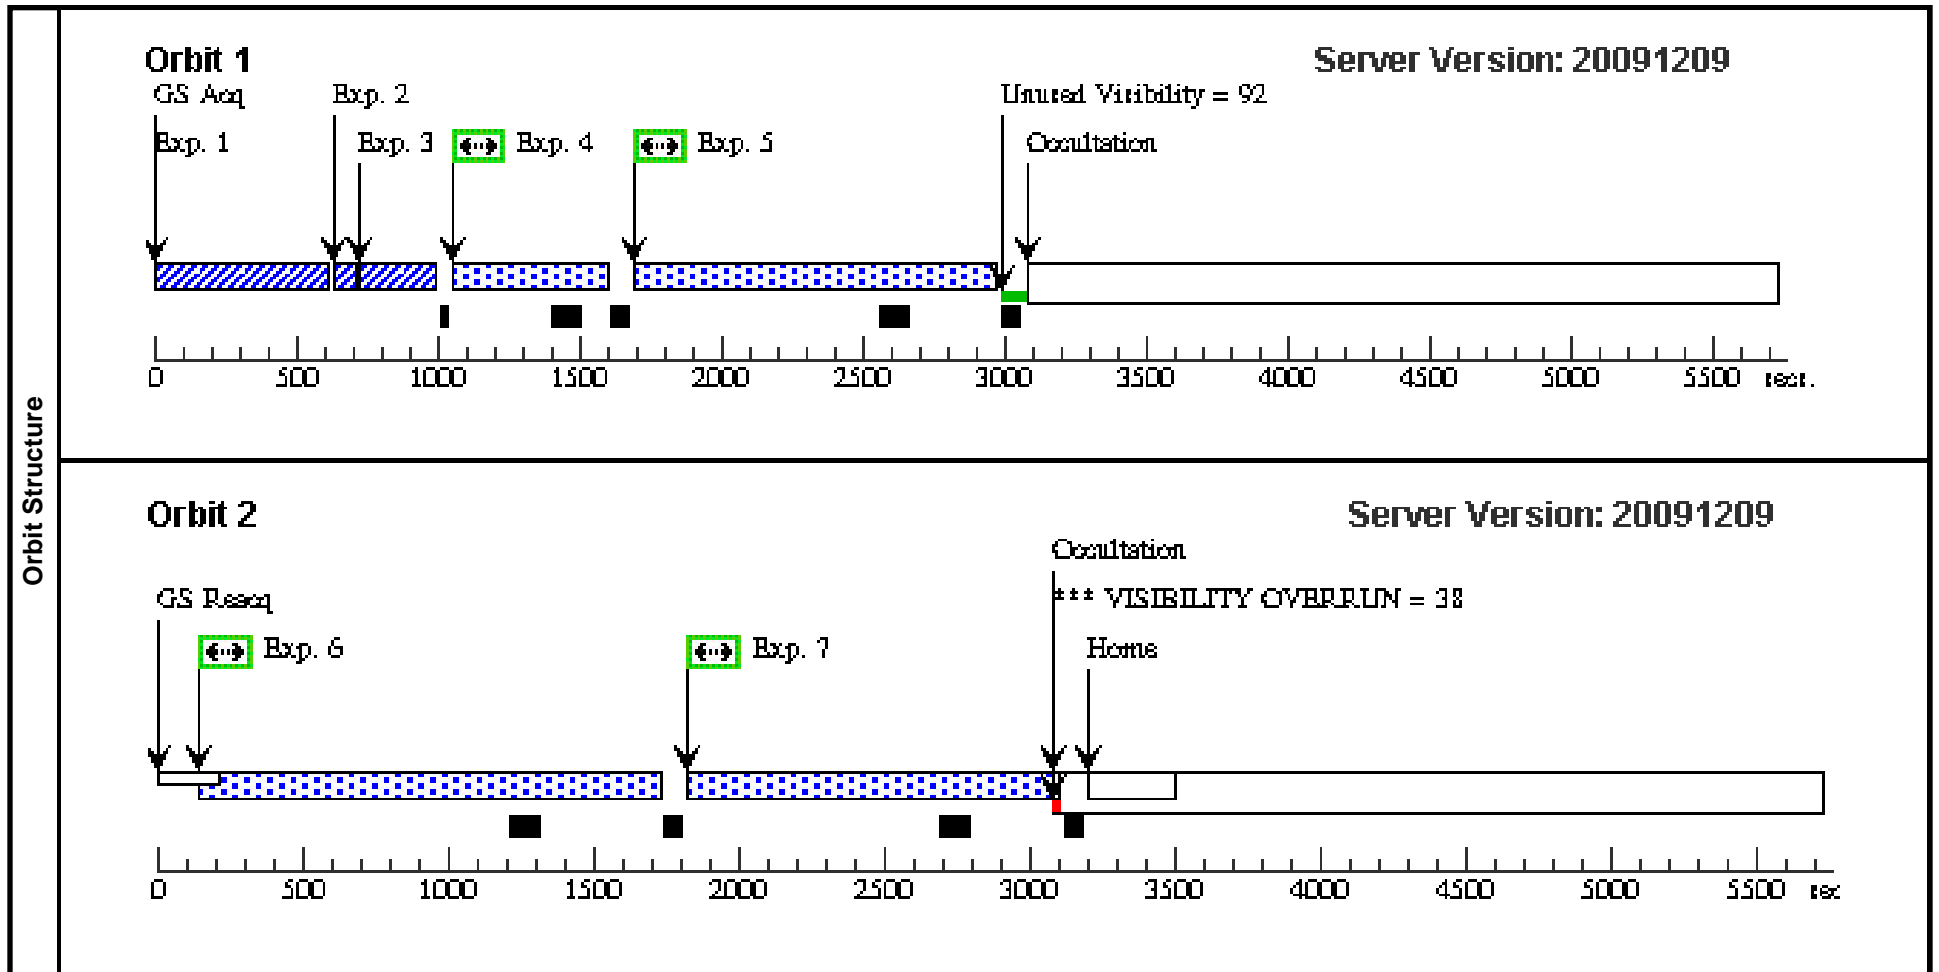 Orbit Structure
Orbit 1
Server Version: 20091209
GS Acq
Exp. 2
Unused Visibility = 92
Exp. 1
Exp. 3
Exp. 4
Exp. 5
Occultation
0 500 1000 1500 2000 2500 3000 3500 4000 4500 5000 5500 secs.
Orbit 2
Server Version: 20091209
Occultation
GS Reacq
*** VISIBILITY OVERRUN = 38
Exp. 6
Exp. 7
Home
0 500 1000 1500 2000 2500 3000 3500 4000 4500 5000 5500 sec